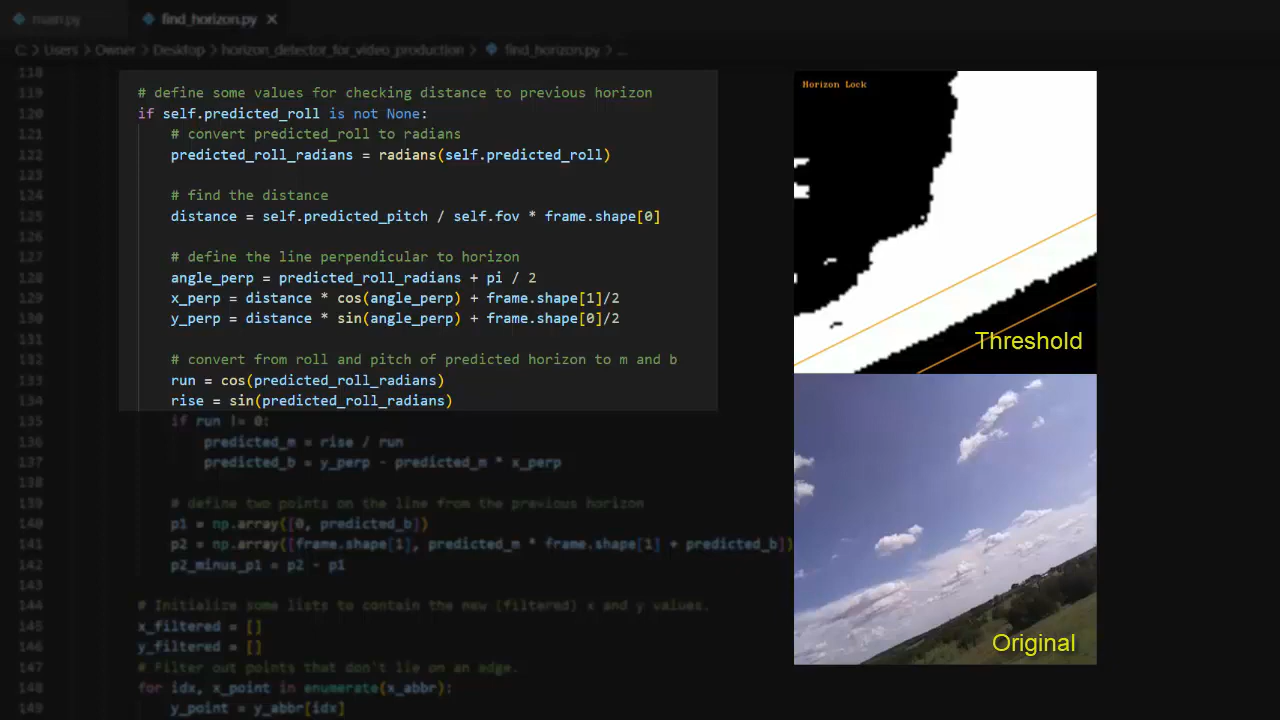 main.py
find_horizon.py ×
C: > Users > Owner > Desktop > horizon_detector_for_video_production > find_horizon.py > ...
118
119 # define some values for checking distance to previous horizon
120 if self.predicted_roll is not None:
121 # convert predicted_roll to radians
122 predicted_roll_radians = radians(self.predicted_roll)
123
124 # find the distance
125 distance = self.predicted_pitch / self.fov * frame.shape[0]
126
127 # define the line perpendicular to horizon
128 angle_perp = predicted_roll_radians + pi / 2
129 x_perp = distance * cos(angle_perp) + frame.shape[1]/2
130 y_perp = distance * sin(angle_perp) + frame.shape[0]/2
131
132 # convert from roll and pitch of predicted horizon to m and b
133 run = cos(predicted_roll_radians)
134 rise = sin(predicted_roll_radians)
135 if run != 0:
136 predicted_m = rise / run
137 predicted_b = y_perp - predicted_m * x_perp
138
139 # define two points on the line from the previous horizon
140 p1 = np.array([0, predicted_b])
141 p2 = np.array([frame.shape[1], predicted_m * frame.shape[1] + predicted_b])
142 p2_minus_p1 = p2 - p1
143
144 # Initialize some lists to contain the new (filtered) x and y values.
145 x_filtered = []
146 y_filtered = []
147 # Filter out points that don't lie on an edge.
148 for idx, x_point in enumerate(x_abbr):
149 y_point = y_abbr[idx]
Horizon Lock
Threshold
Original